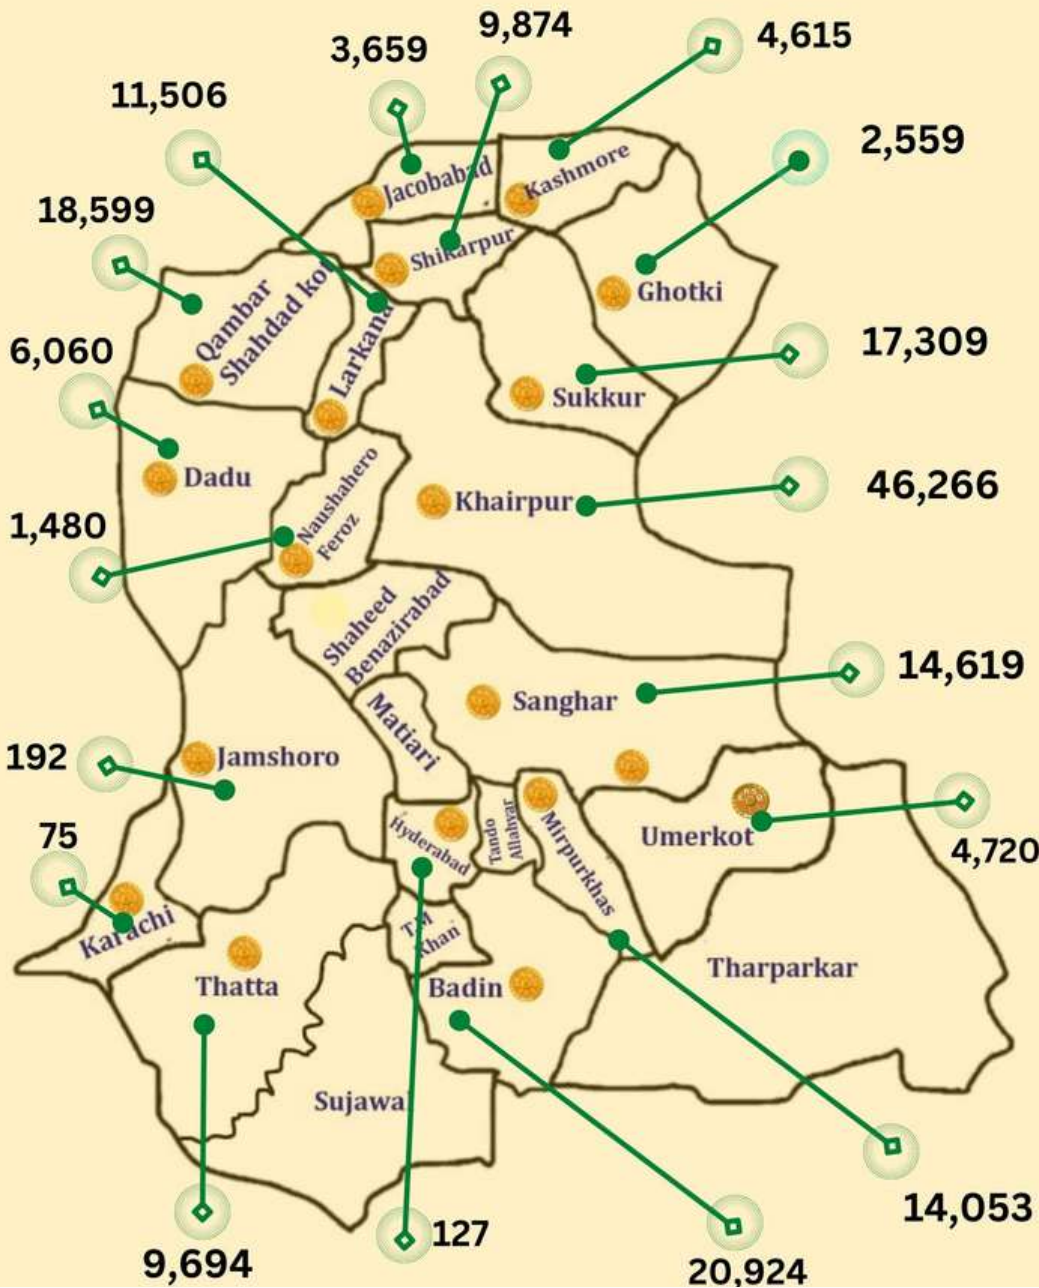 9,874
4,615
3,659
11,506
2,559
Jacobabad
Kashmore
18,599
Shikarpur
Ghotki
Qambar
Shahdad kot
6,060
Larkana
17,309
Sukkur
Dadu
Naushahero
Feroz
Khairpur
46,266
1,480
Shaheed
Benazirabad
14,619
Sanghar
Matiari
192
Jamshoro
75
Hyderabad
Tando
Allahyar
Mirpurkhas
Umerkot
4,720
Karachi
TM
Khan
Thatta
Badin
Tharparkar
Sujawal
14,053
127
9,694
20,924